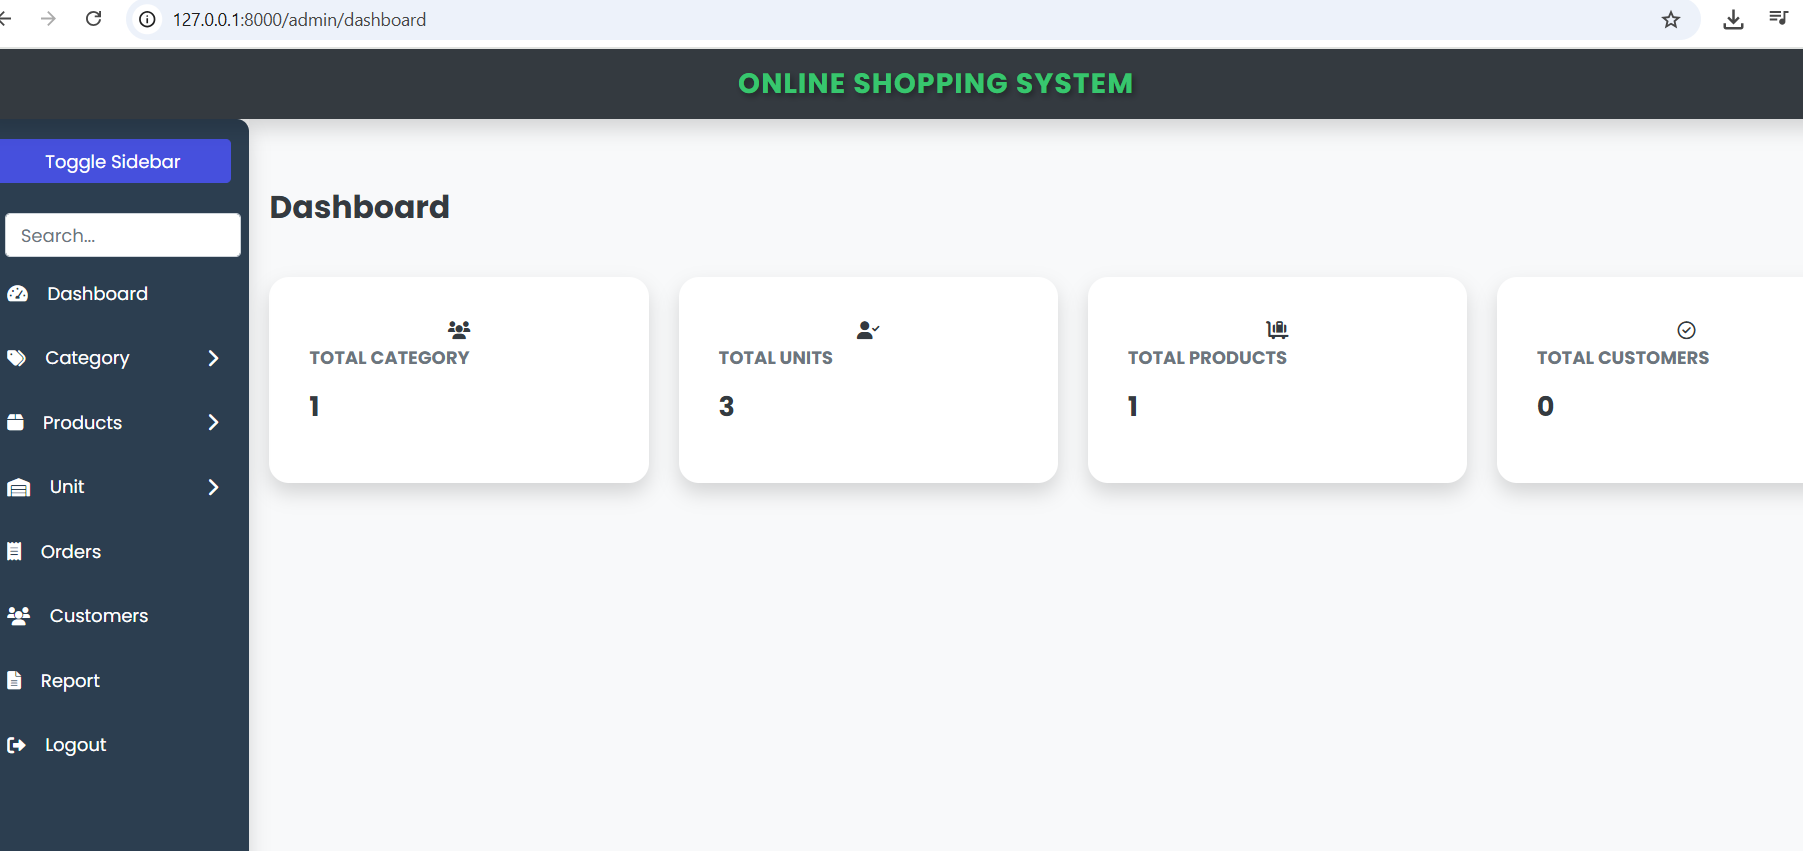 127.0.0.1:8000/admin/dashboard
ONLINE SHOPPING SYSTEM
Toggle Sidebar
Search...
Dashboard
Category
Products
Unit
Orders
Customers
Report
Logout
Dashboard
TOTAL CATEGORY
1
TOTAL UNITS
3
TOTAL PRODUCTS
1
TOTAL CUSTOMERS
0